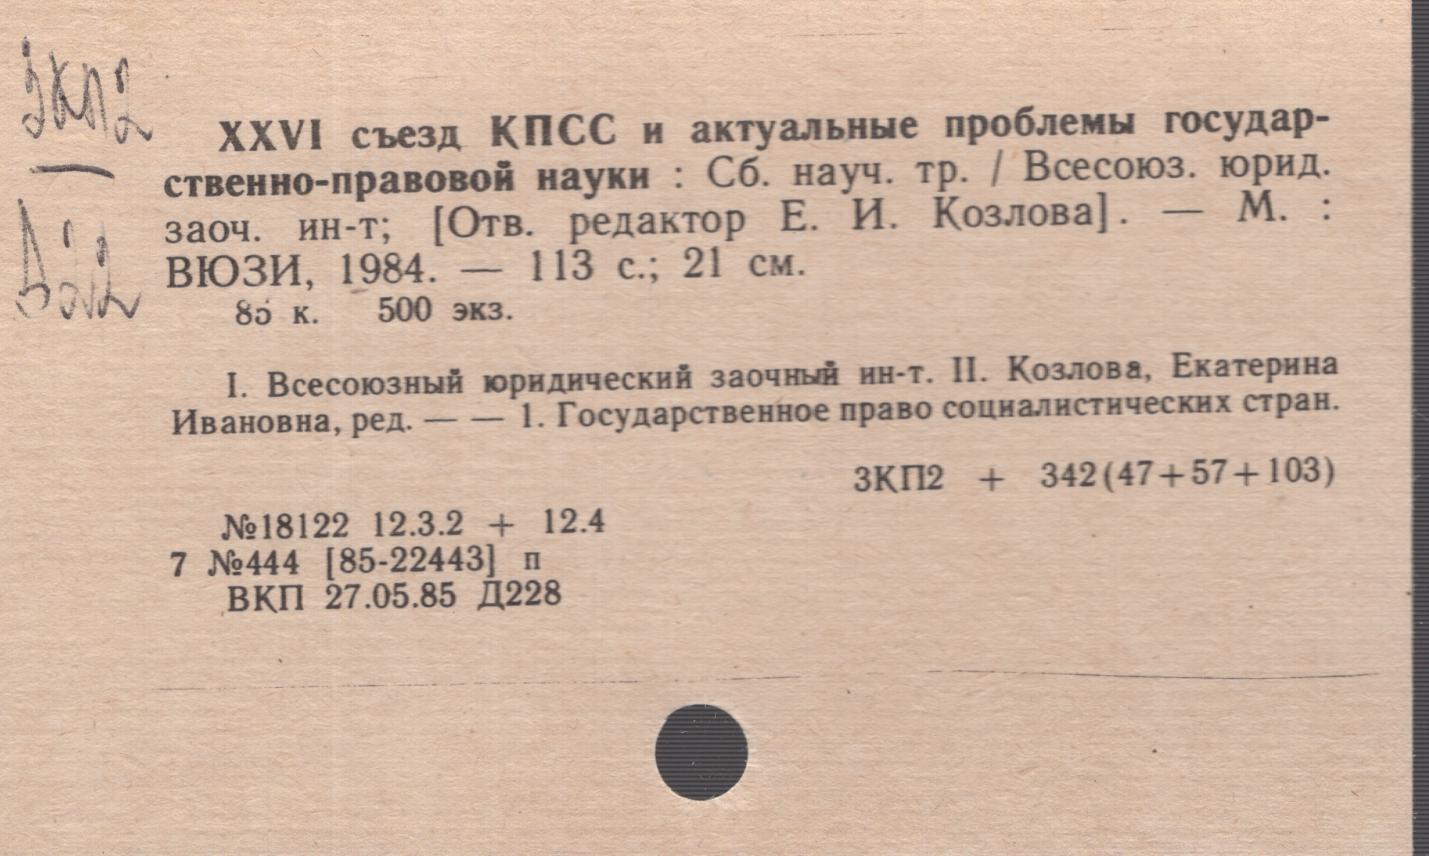 3КП2
Д22
XXVI съезд КПСС и актуальные проблемы государ-
ственно-правовой науки : Сб. науч. тр. / Всесоюз. юрид.
заоч. ин-т; [Отв. редактор Е. И. Козлова]. — М. :
ВЮЗИ, 1984. — 113 с.; 21 см.
85 к. 500 экз.
I. Всесоюзный юридический заочный ин-т. II. Козлова, Екатерина
Ивановна, ред. — — 1. Государственное право социалистических стран.
3КП2 + 342(47+57+103)
№18122 12.3.2 + 12.4
7 №444 [85-22443] п
ВКП 27.05.85 Д228